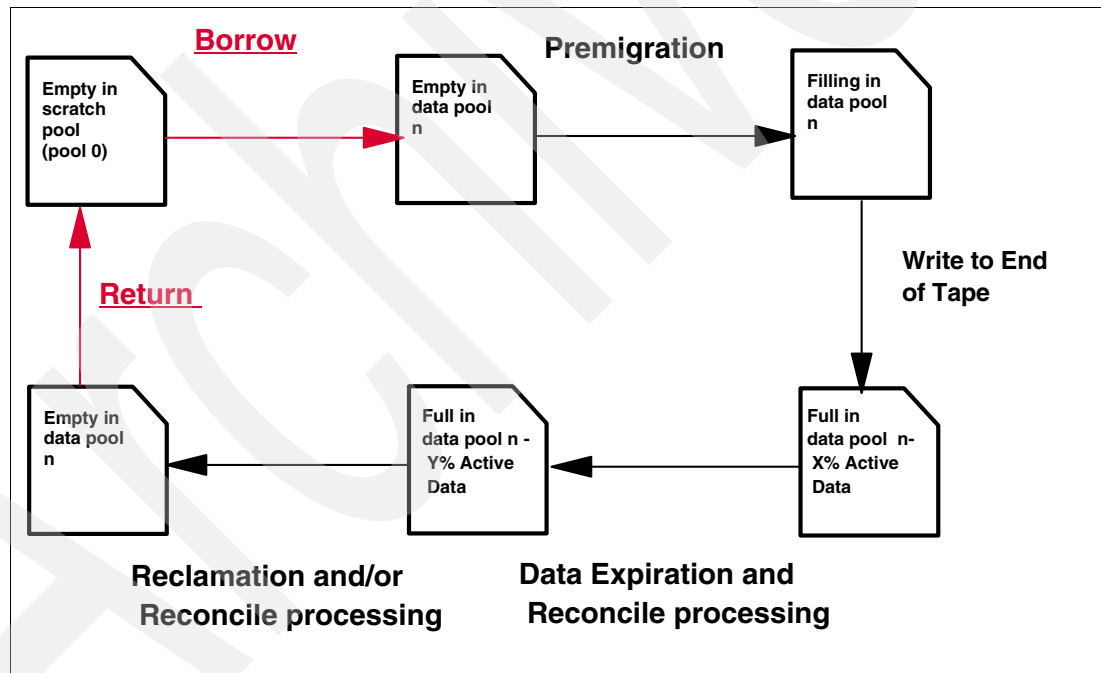 Borrow
Premigration
Empty in
scratch
pool
(pool 0)
Empty in
data pool
n
Filling in
data pool
n
Write to End
of Tape
Return
Empty in
data pool
n
Full in
data pool n -
Y% Active
Data
Full in
data pool n-
X% Active
Data
Reclamation and/or
Reconcile processing
Data Expiration and
Reconcile processing